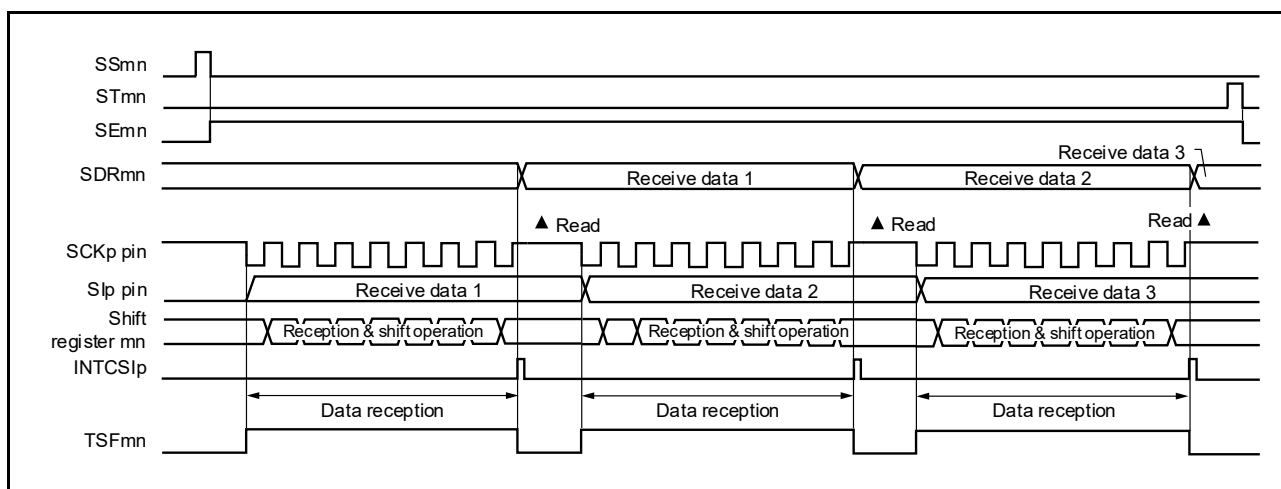 SSmn
STmn
SEmn
Receive data 3
SDRmn
Receive data 1
Receive data 2
▲ Read
▲ Read
Read ▲
SCKp pin
SIp pin
Receive data 1
Receive data 2
Receive data 3
Shift
register mn
Reception & shift operation
Reception & shift operation
Reception & shift operation
INTCSIp
Data reception
Data reception
Data reception
TSFmn